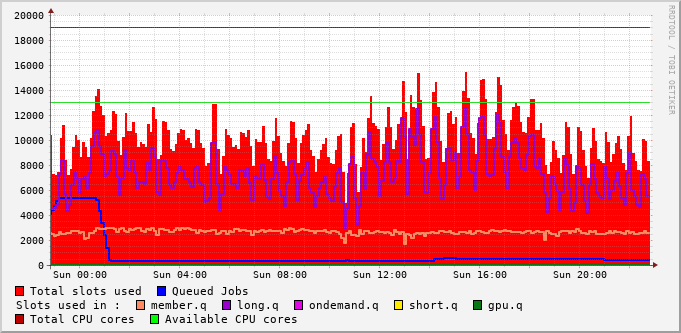 20000
18000
16000
14000
12000
10000
8000
6000
4000
2000
0
Sun 00:00 Sun 04:00 Sun 08:00 Sun 12:00 Sun 16:00 Sun 20:00
RRDTOOL / TOBI OETIKER
Total slots used Queued Jobs
Slots used in : member.q long.q ondemand.q short.q gpu.q
Total CPU cores Available CPU cores